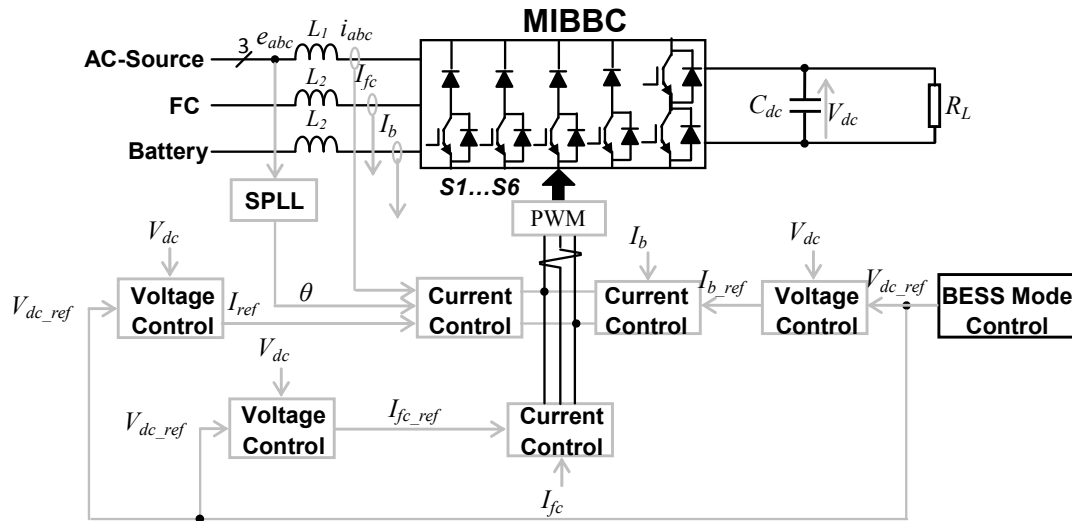 MIBBC
AC-Source
3
e_abc
L_1
i_abc
FC
L_2
I_fc
Battery
L_2
I_b
C_dc
V_dc
R_L
S1…S6
SPLL
PWM
V_dc
V_dc_ref
Voltage
Control
I_ref
θ
Current
Control
I_b
Current
Control
I_b_ref
V_dc
Voltage
Control
V_dc_ref
BESS Mode
Control
V_dc
V_dc_ref
Voltage
Control
I_fc_ref
Current
Control
I_fc